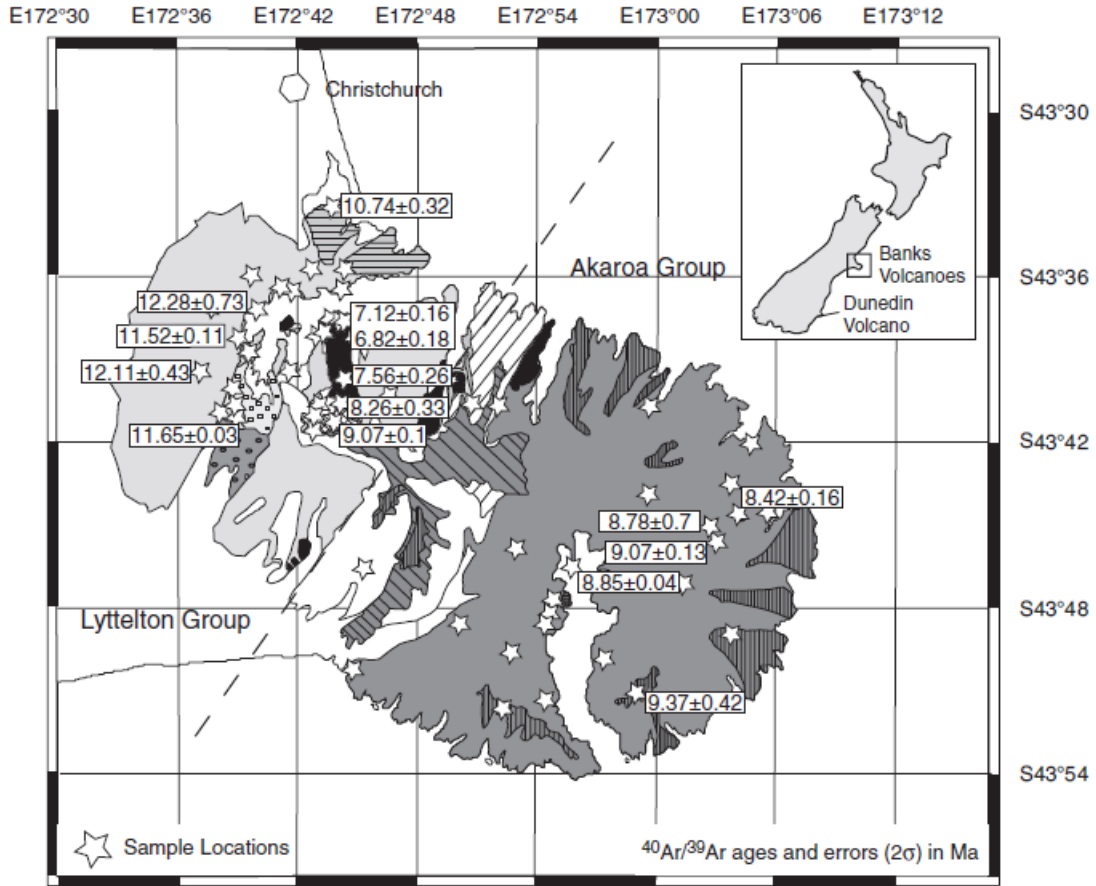 E172°30 E172°36 E172°42 E172°48 E172°54 E173°00 E173°06 E173°12
Christchurch
S43°30
10.74±0.32
Banks
Volcanoes
Akaroa Group
S43°36
Dunedin
Volcano
12.28±0.73
7.12±0.16
11.52±0.11
6.82±0.18
12.11±0.43
7.56±0.26
8.26±0.33
11.65±0.03
9.07±0.1
S43°42
8.42±0.16
8.78±0.7
9.07±0.13
8.85±0.04
S43°48
Lyttelton Group
9.37±0.42
S43°54
Sample Locations
⁴⁰Ar/³⁹Ar ages and errors (2σ) in Ma